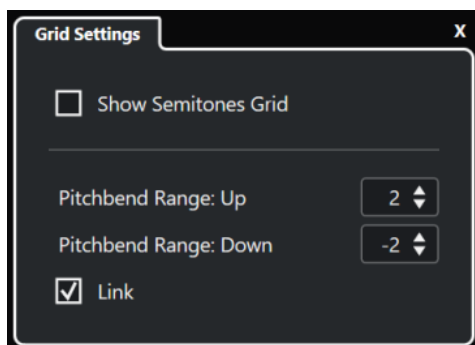 Grid Settings X
Show Semitones Grid
Pitchbend Range: Up 2
Pitchbend Range: Down -2
Link